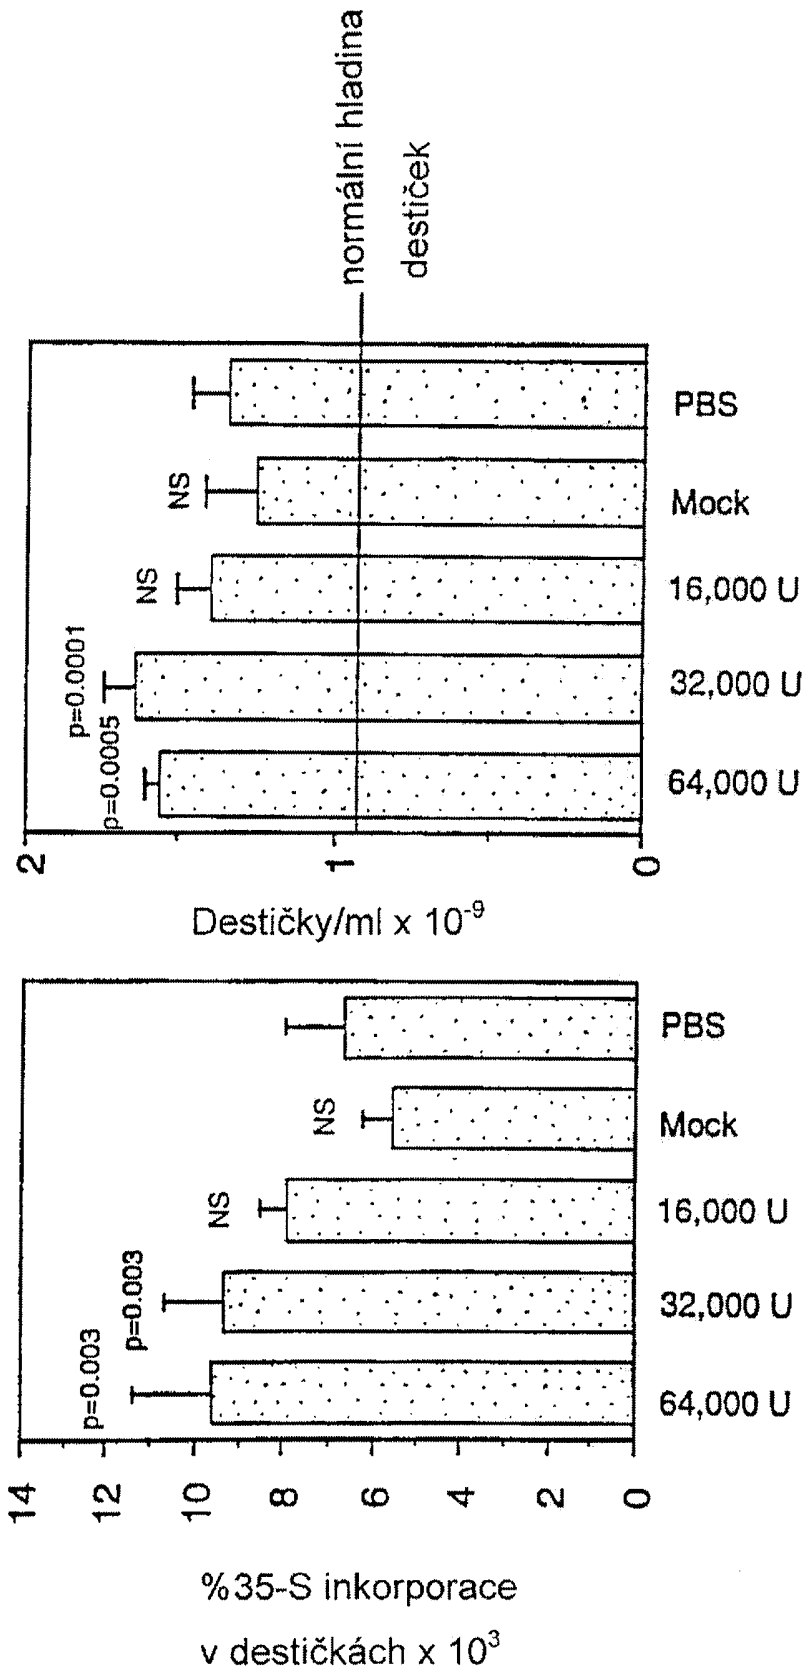 normální hladina
destiček
p=0.0005
p=0.0001
NS
NS
2
1
0
64,000 U
32,000 U
16,000 U
Mock
PBS
Destičky/ml x 10⁻⁹
p=0.003
p=0.003
NS
NS
14
12
10
8
6
4
2
0
64,000 U
32,000 U
16,000 U
Mock
PBS
%35-S inkorporace
v destičkách x 10³